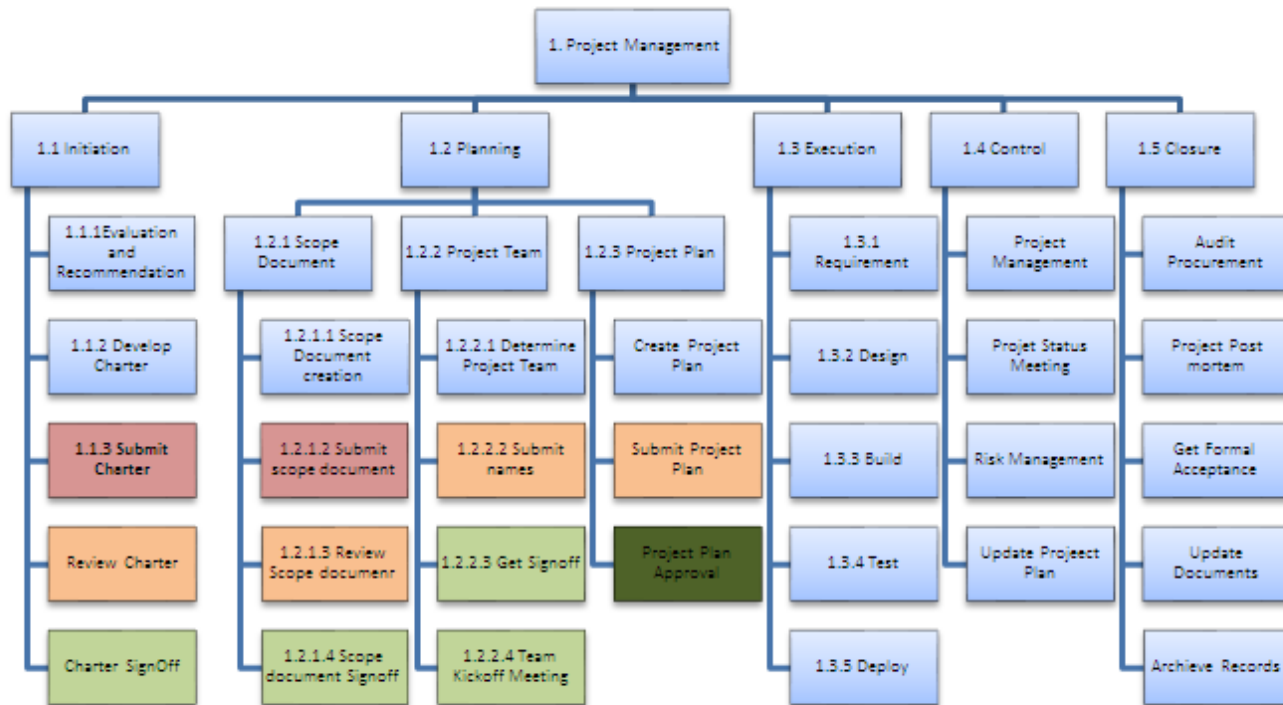 1. Project Management
1.1 Initiation
1.2 Planning
1.3 Execution
1.4 Control
1.5 Closure
1.1.1Evaluation
and
Recommendation
1.2.1 Scope
Document
1.2.2 Project Team
1.2.3 Project Plan
1.3.1
Requirement
Project
Management
Audit
Procurement
1.1.2 Develop
Charter
1.2.1.1 Scope
Document
creation
1.2.2.1 Determine
Project Team
Create Project
Plan
1.3.2 Design
Projet Status
Meeting
Project Post
mortem
1.1.3 Submit
Cherter
1.2.1.2 Submit
scope document
1.2.2.2 Submit
names
Submit Project
Plan
1.3.3 Build
Risk Management
Get Formal
Acceptance
Review Charter
1.2.1.3 Review
Scope documenr
1.2.2.3 Get Signoff
Project Plan
Approval
1.3.4 Test
Update Projeect
Plan
Update
Documents
Charter SignOff
1.2.1.4 Scope
document Signoff
1.2.2.4 Team
Kickoff Meeting
1.3.5 Deploy
Archieve Records